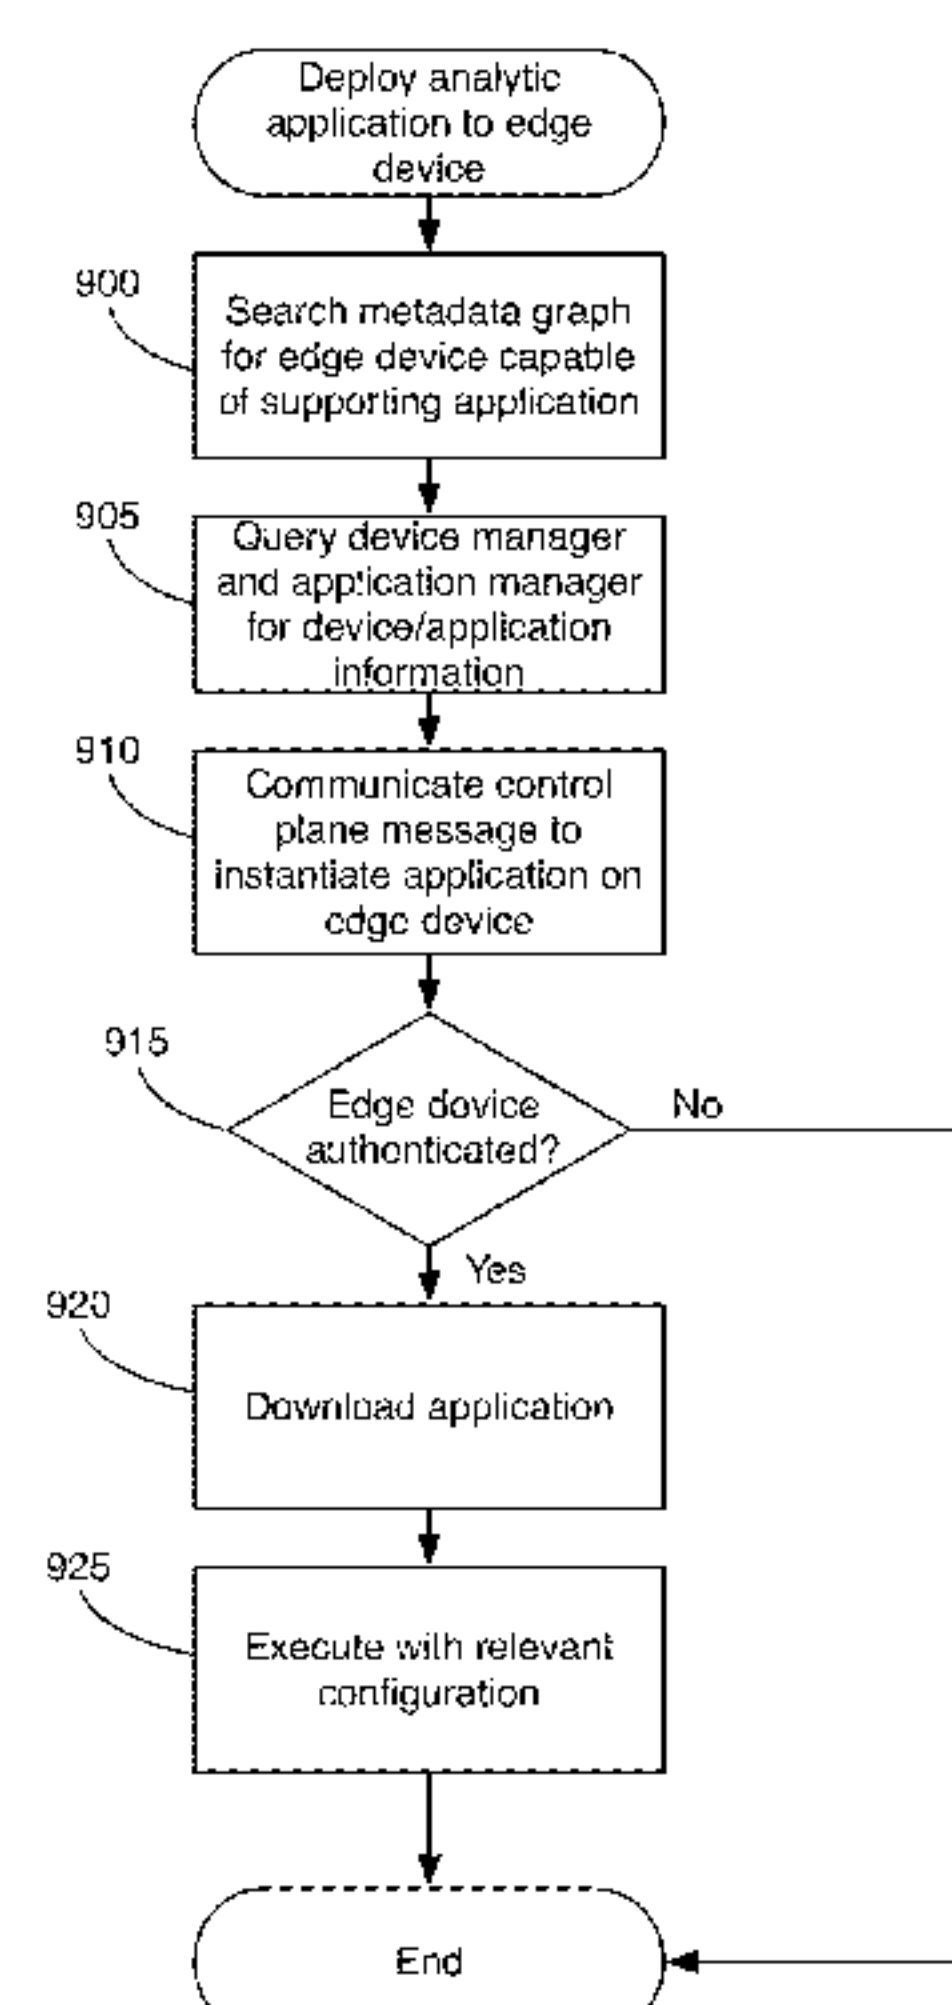 Deploy analytic
application to edge
device
900
Search metadata graph
for edge device capable
of supporting application
905
Query device manager
and application manager
for device/application
information
910
Communicate control
plane message to
instantiate application on
edge device
915
Edge device
authenticated?
No
Yes
920
Download application
925
Execute with relevant
configuration
End